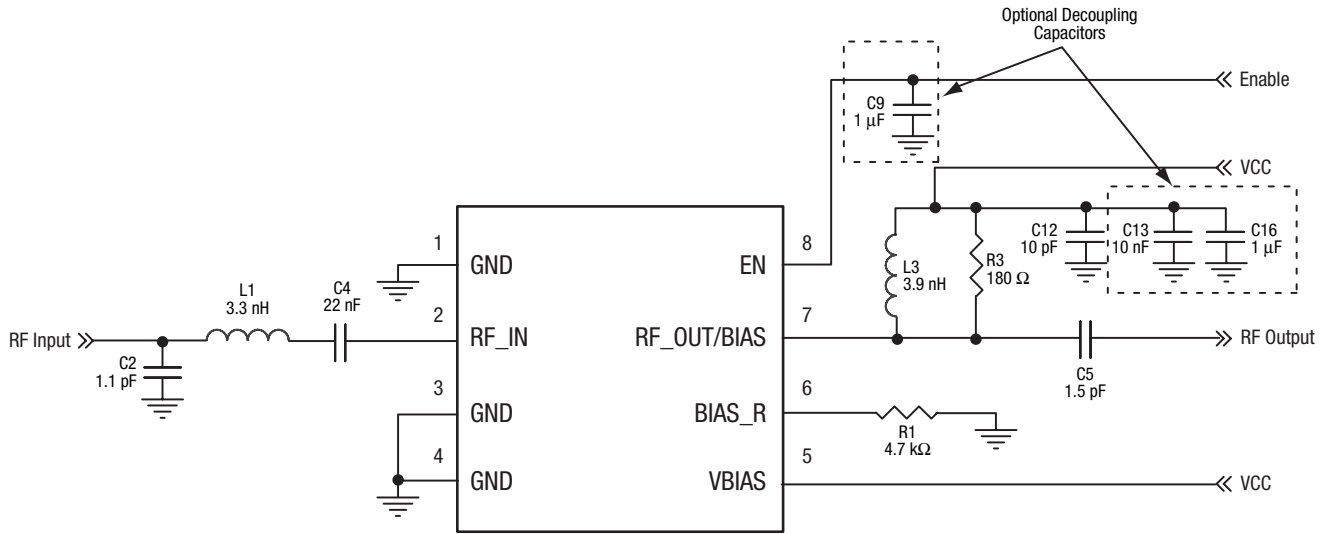 Optional Decoupling
Capacitors
Enable
C9
1 µF
VCC
C12
10 pF
C13
10 nF
C16
1 µF
L3
3.9 nH
R3
180 Ω
1
GND
8
EN
L1
3.3 nH
C4
22 nF
2
RF_IN
RF Input
C2
1.1 pF
7
RF_OUT/BIAS
RF Output
C5
1.5 pF
3
GND
6
BIAS_R
R1
4.7 kΩ
4
GND
5
VBIAS
VCC